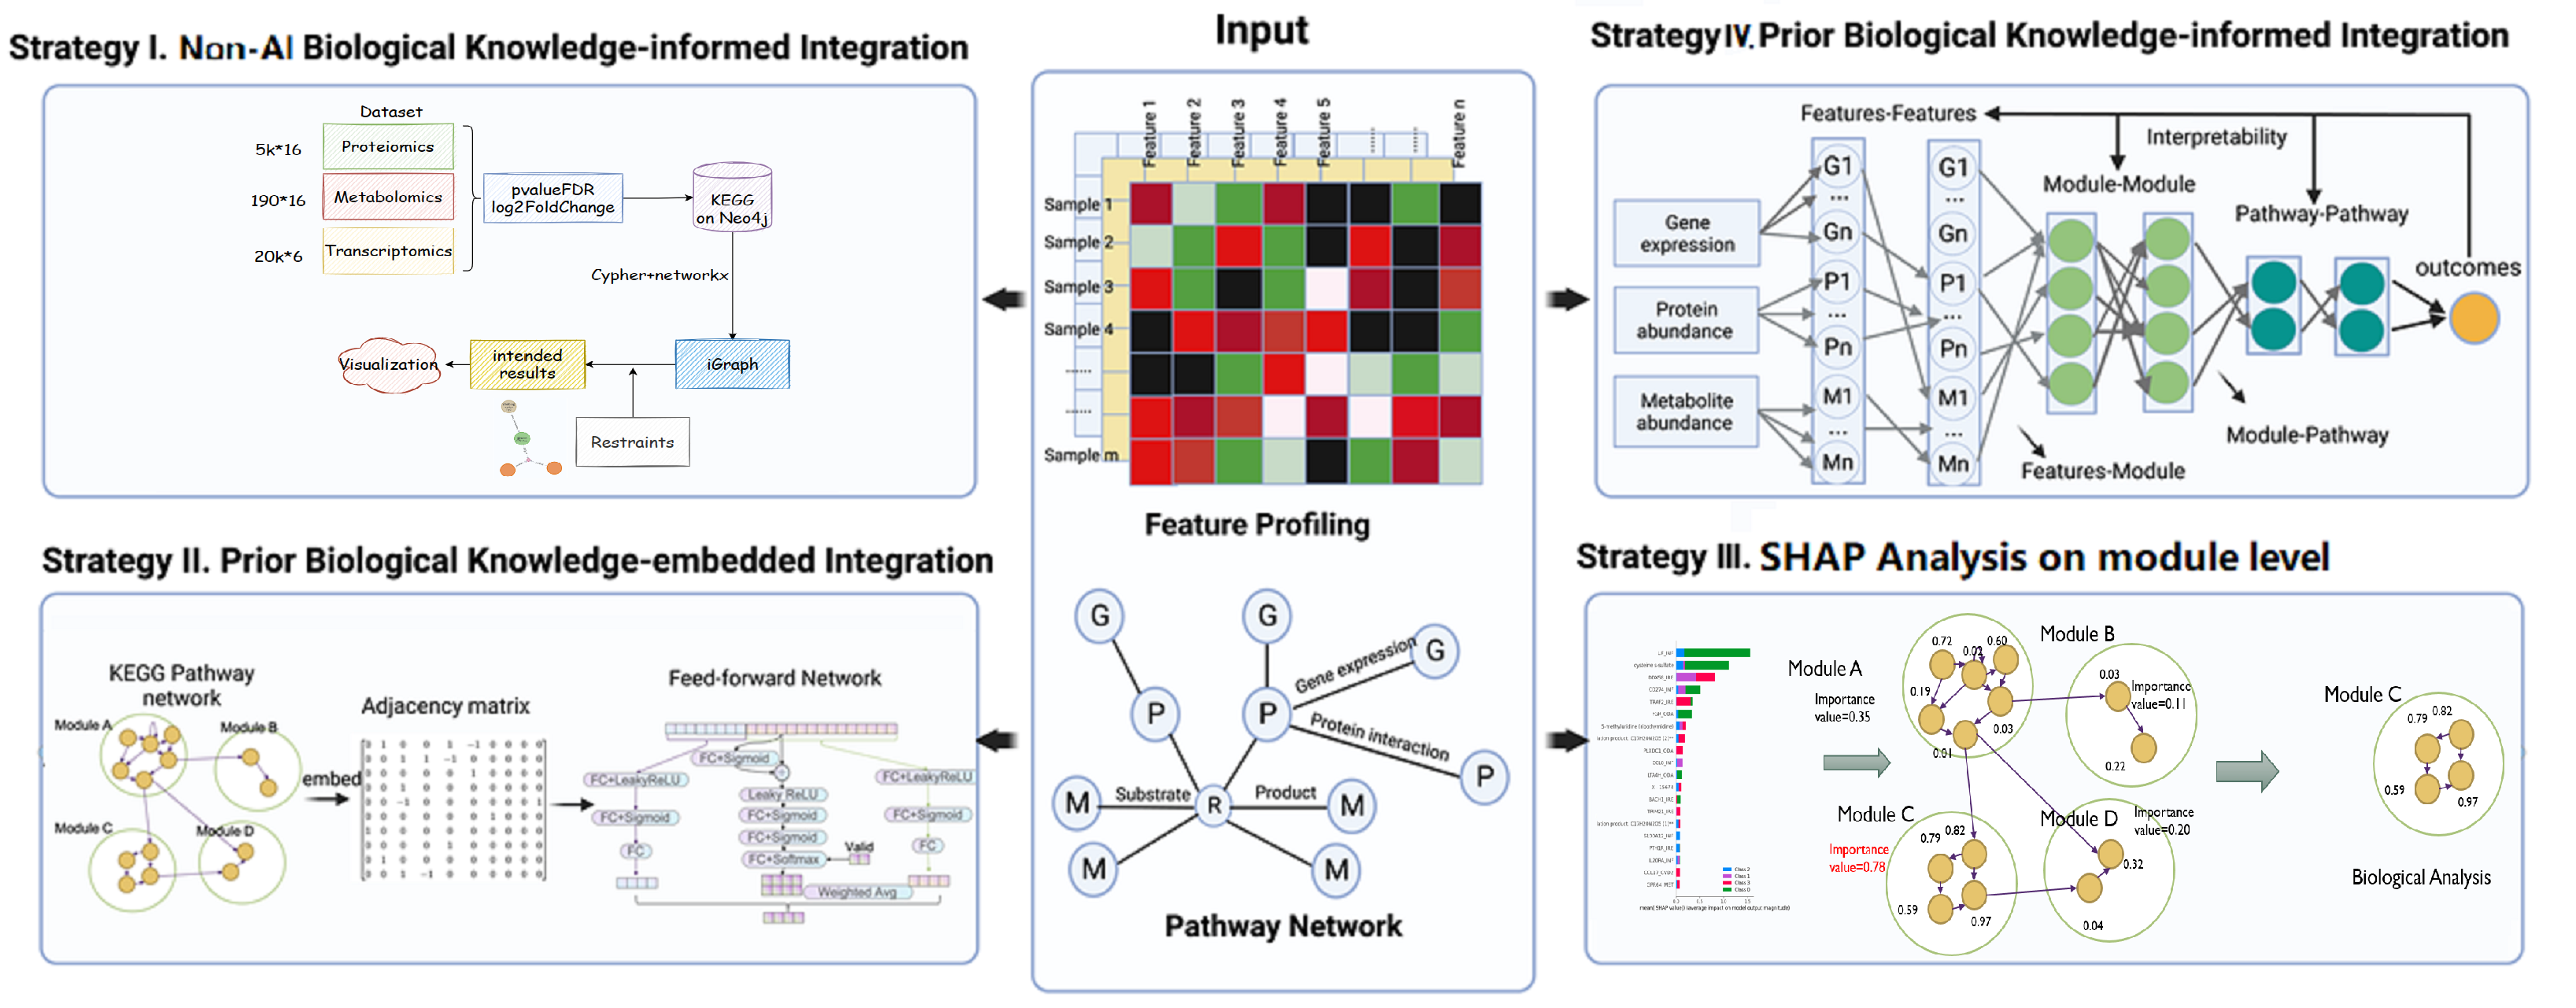 Strategy I. Non-AI Biological Knowledge-informed Integration
Dataset
5k*16
Proteiomics
190*16
Metabolomics
20k*6
Transcriptomics
pvalueFDR
log2FoldChange
KEGG
on Neo4j
Cypher+networkx
iGraph
intended
results
Visualization
Restraints
Input
Feature 1
Feature 2
Feature 3
Feature 4
Feature 5
Feature n
Sample 1
Sample 2
Sample 3
Sample 4
......
......
Sample m
Feature Profiling
G
G
G
P
P
P
Gene expression
Protein interaction
M
Substrate
R
Product
M
M
M
Pathway Network
Strategy IV. Prior Biological Knowledge-informed Integration
Features-Features
Interpretability
Module-Module
Pathway-Pathway
outcomes
Gene
expression
Protein
abundance
Metabolite
abundance
G1
...
Gn
P1
...
Pn
M1
...
Mn
G1
...
Gn
P1
...
Pn
M1
...
Mn
Module-Pathway
Features-Module
Strategy II. Prior Biological Knowledge-embedded Integration
KEGG Pathway
network
Module A
Module B
Module C
Module D
embed
Adjacency matrix
Feed-forward Network
FC+Sigmoid
FC+LeakyReLU
FC+Sigmoid
FC
Leaky ReLU
FC+Sigmoid
FC+Sigmoid
FC+Softmax
Valid
FC+LeakyReLU
FC+Sigmoid
FC
Weighted Avg
Strategy III. SHAP Analysis on module level
Class 2
Class 1
Class 3
Class 0
Module A
Importance
value=0.35
0.72
0.02
0.60
0.19
0.03
0.01
Module B
0.03
Importance
value=0.11
0.22
Module C
0.79
0.82
Importance
value=0.78
0.59
0.97
Module D
Importance
value=0.20
0.32
0.04
Module C
0.79
0.82
0.59
0.97
Biological Analysis